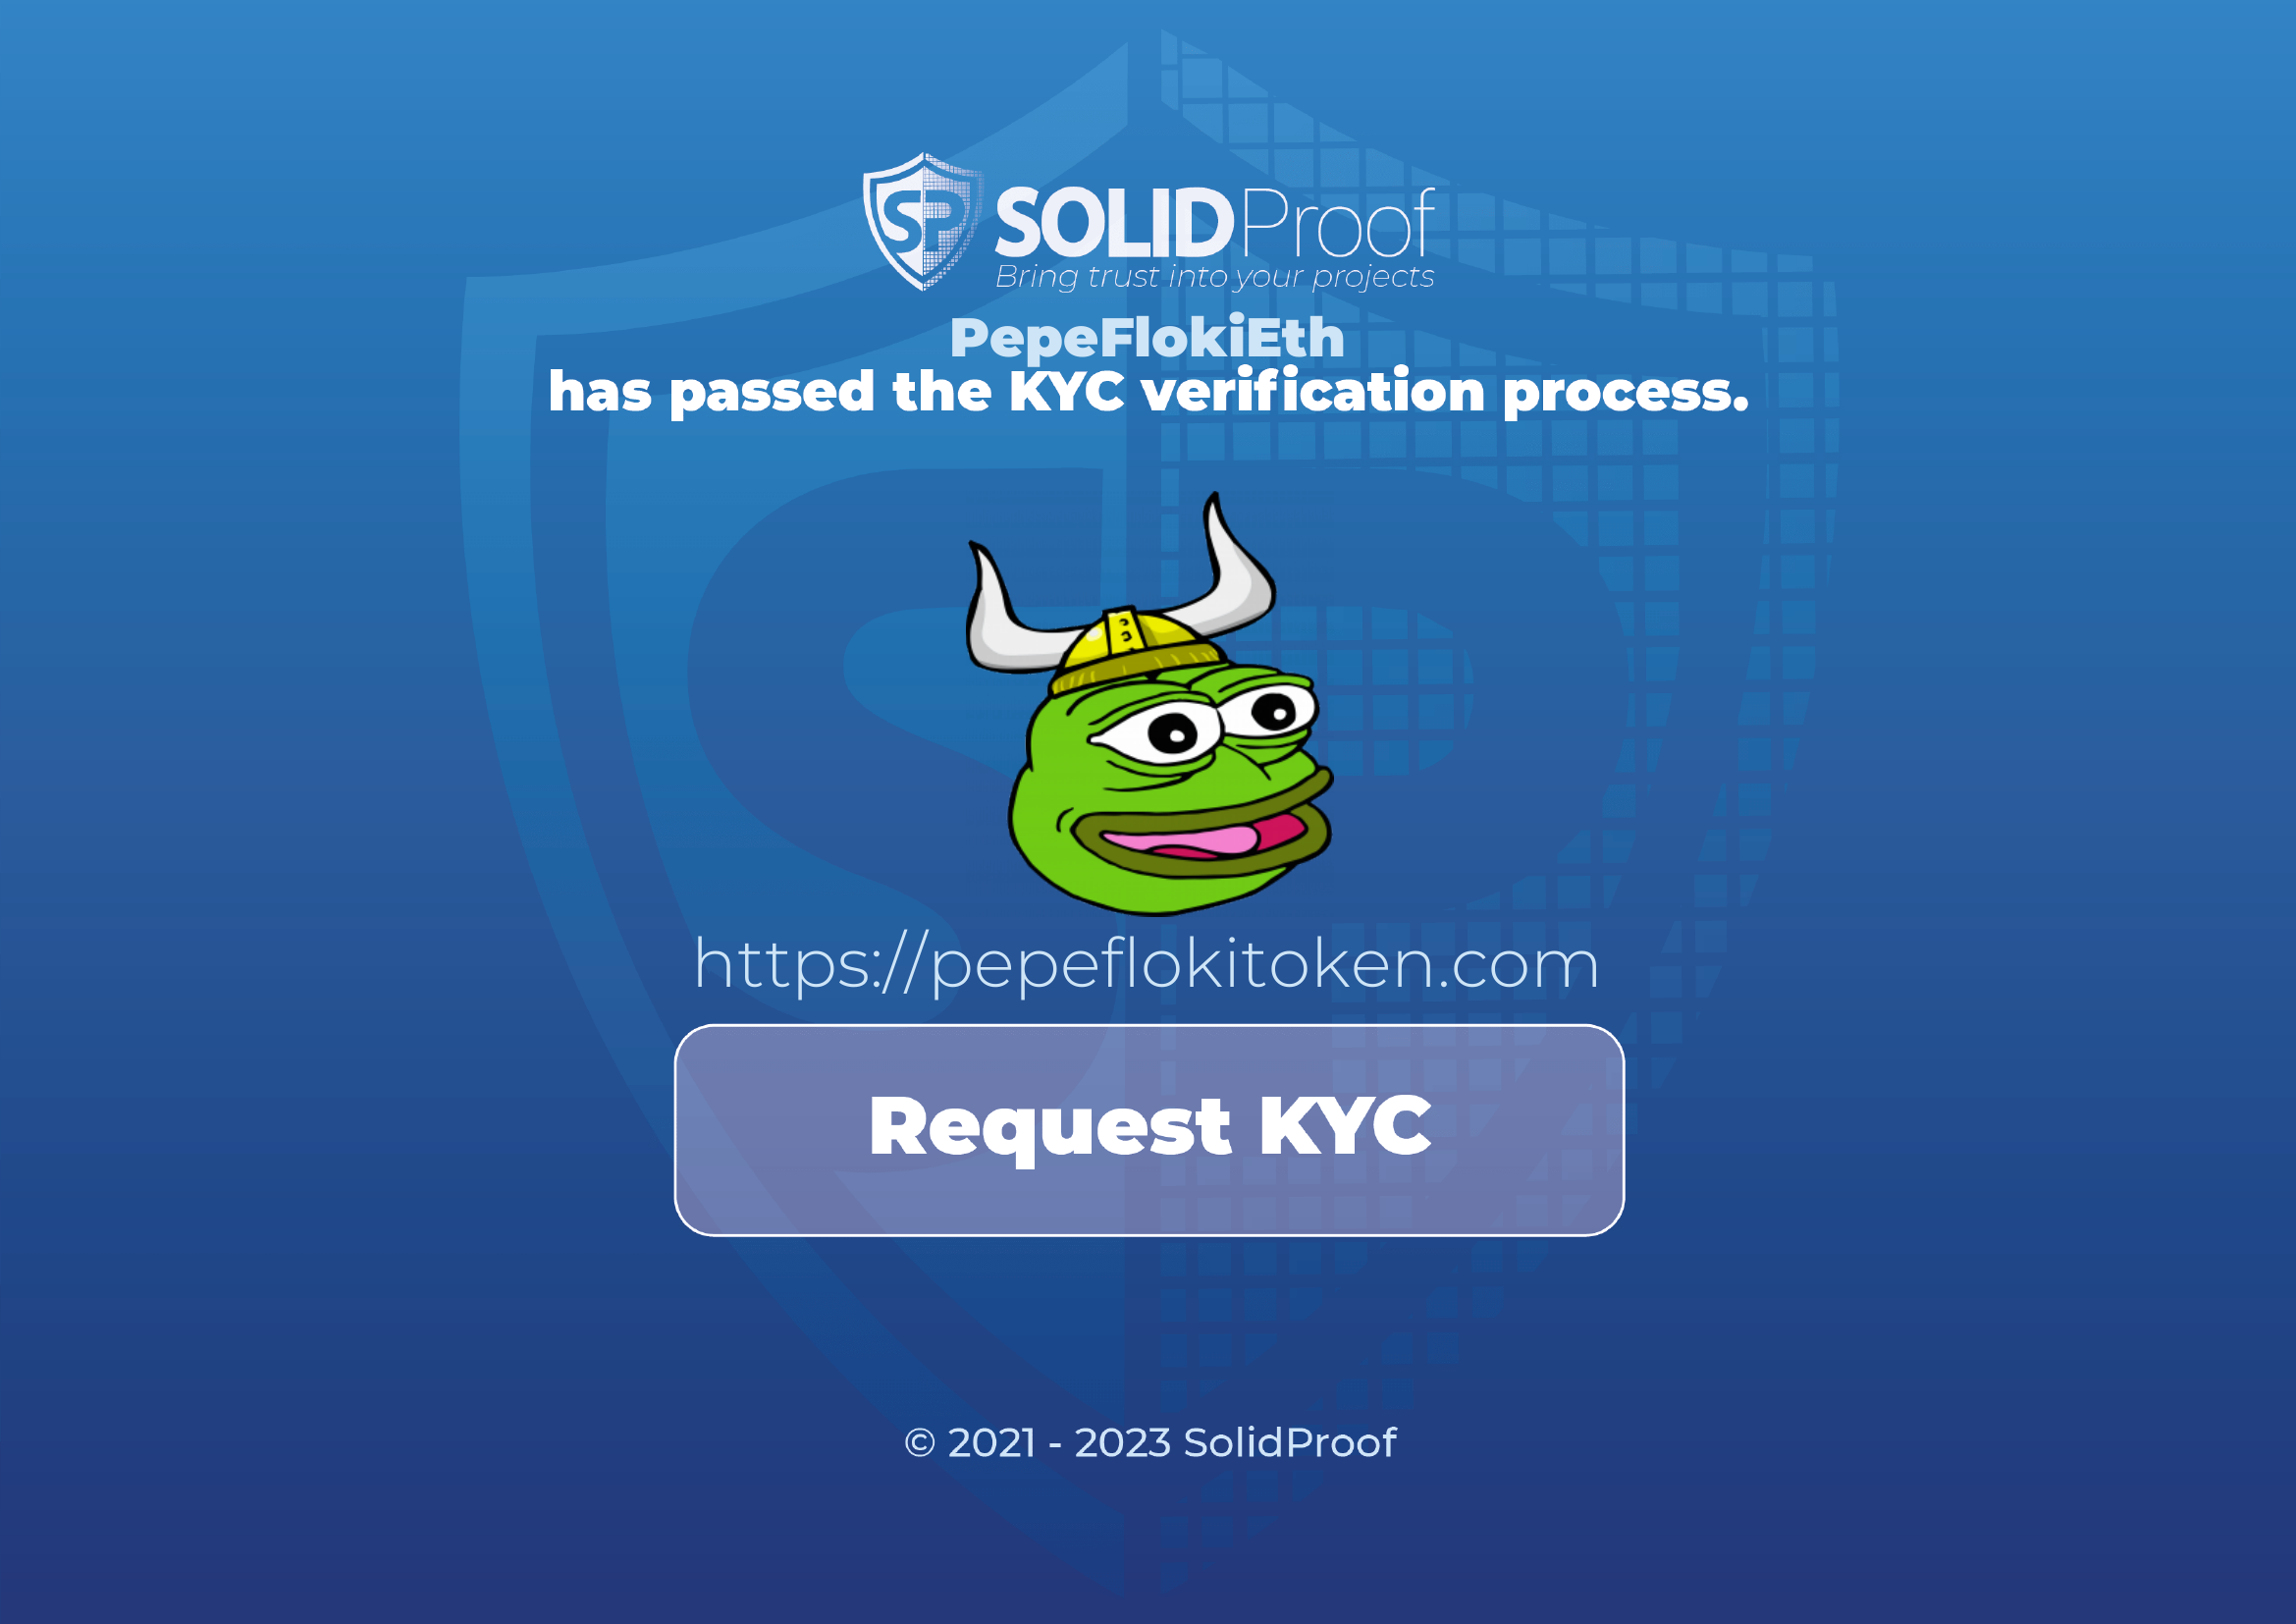 SP SOLIDProof
Bring trust into your projects
PepeFlokiEth
has passed the KYC verification process.
https://pepeflokitoken.com
Request KYC
© 2021 - 2023 SolidProof